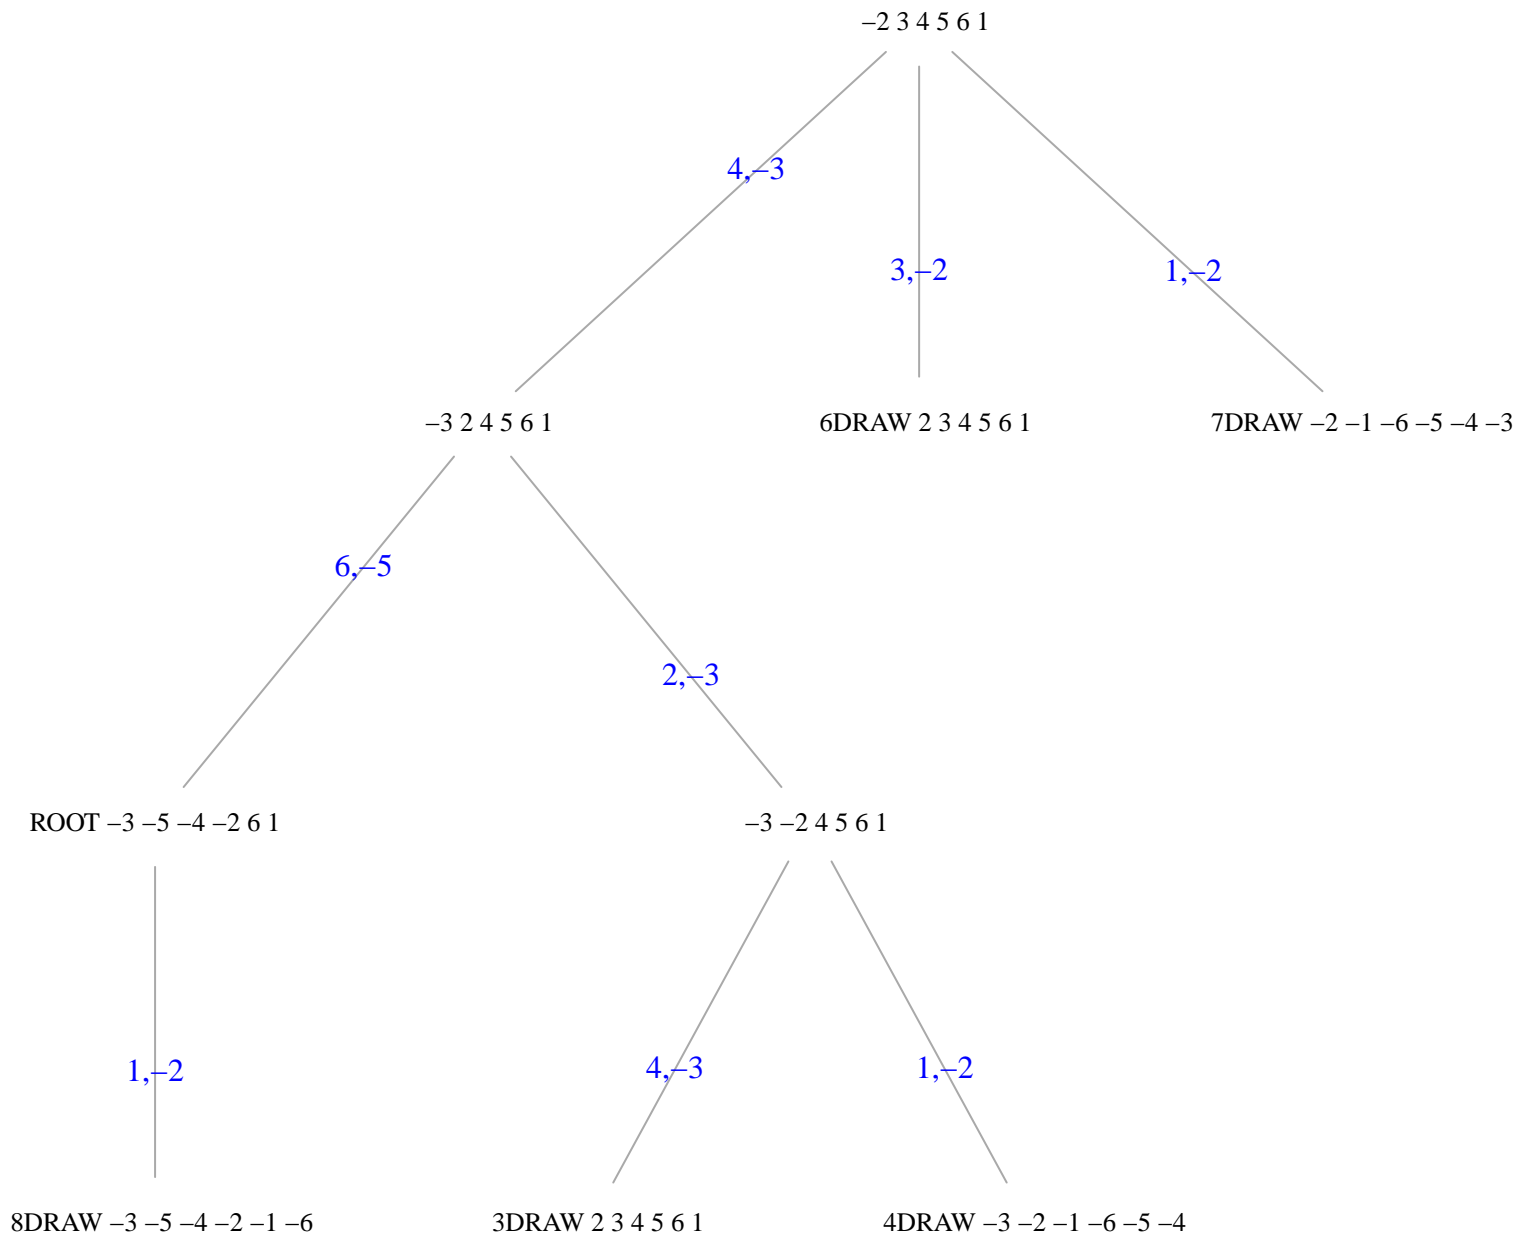 –2 3 4 5 6 1
4,–3
3,–2
1,–2
–3 2 4 5 6 1
6DRAW 2 3 4 5 6 1
7DRAW –2 –1 –6 –5 –4 –3
6,–5
2,–3
ROOT –3 –5 –4 –2 6 1
–3 –2 4 5 6 1
1,–2
4,–3
1,–2
8DRAW –3 –5 –4 –2 –1 –6
3DRAW 2 3 4 5 6 1
4DRAW –3 –2 –1 –6 –5 –4